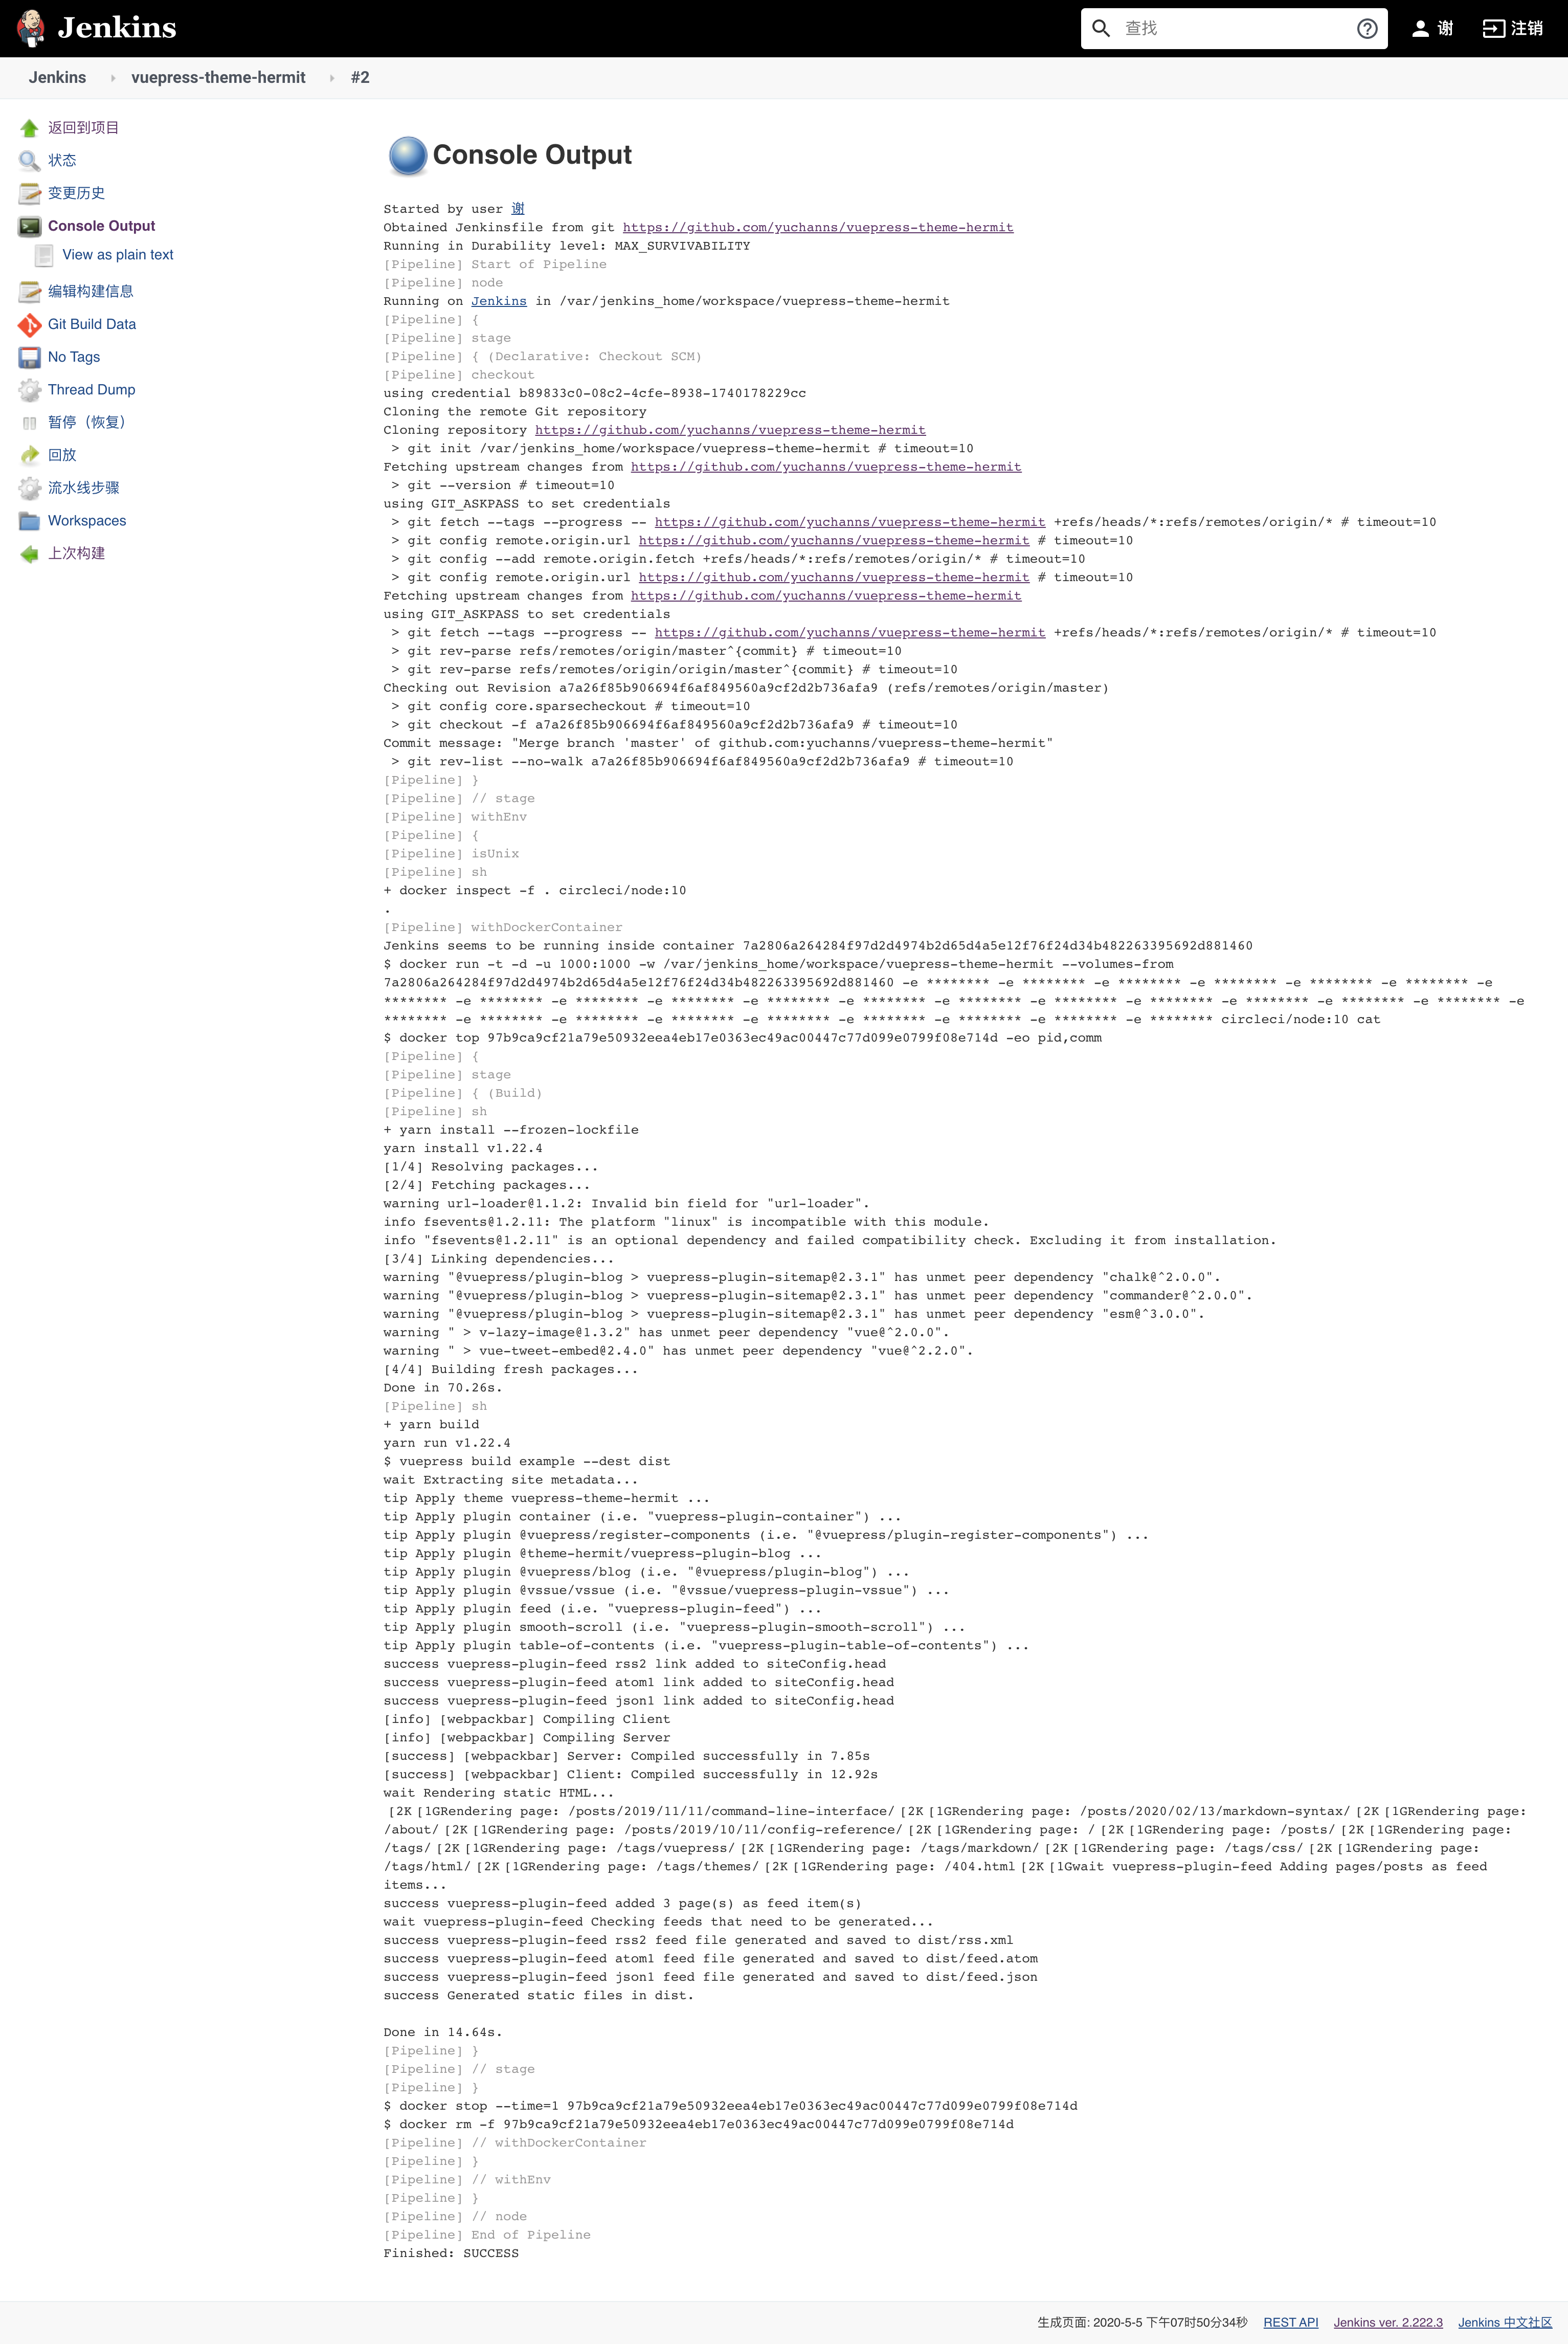 Jenkins
查找
谢
注销
Jenkins
vuepress-theme-hermit
#2
返回到项目
状态
变更历史
Console Output
View as plain text
编辑构建信息
Git Build Data
No Tags
Thread Dump
暂停（恢复）
回放
流水线步骤
Workspaces
上次构建
Console Output
Started by user 谢
Obtained Jenkinsfile from git https://github.com/yuchanns/vuepress-theme-hermit
Running in Durability level: MAX_SURVIVABILITY
[Pipeline] Start of Pipeline
[Pipeline] node
Running on Jenkins in /var/jenkins_home/workspace/vuepress-theme-hermit
[Pipeline] {
[Pipeline] stage
[Pipeline] { (Declarative: Checkout SCM)
[Pipeline] checkout
using credential b89833c0-08c2-4cfe-8938-1740178229cc
Cloning the remote Git repository
Cloning repository https://github.com/yuchanns/vuepress-theme-hermit
> git init /var/jenkins_home/workspace/vuepress-theme-hermit # timeout=10
Fetching upstream changes from https://github.com/yuchanns/vuepress-theme-hermit
> git --version # timeout=10
using GIT_ASKPASS to set credentials
> git fetch --tags --progress -- https://github.com/yuchanns/vuepress-theme-hermit +refs/heads/*:refs/remotes/origin/* # timeout=10
> git config remote.origin.url https://github.com/yuchanns/vuepress-theme-hermit # timeout=10
> git config --add remote.origin.fetch +refs/heads/*:refs/remotes/origin/* # timeout=10
> git config remote.origin.url https://github.com/yuchanns/vuepress-theme-hermit # timeout=10
Fetching upstream changes from https://github.com/yuchanns/vuepress-theme-hermit
using GIT_ASKPASS to set credentials
> git fetch --tags --progress -- https://github.com/yuchanns/vuepress-theme-hermit +refs/heads/*:refs/remotes/origin/* # timeout=10
> git rev-parse refs/remotes/origin/master^{commit} # timeout=10
> git rev-parse refs/remotes/origin/origin/master^{commit} # timeout=10
Checking out Revision a7a26f85b906694f6af849560a9cf2d2b736afa9 (refs/remotes/origin/master)
> git config core.sparsecheckout # timeout=10
> git checkout -f a7a26f85b906694f6af849560a9cf2d2b736afa9 # timeout=10
Commit message: "Merge branch 'master' of github.com:yuchanns/vuepress-theme-hermit"
> git rev-list --no-walk a7a26f85b906694f6af849560a9cf2d2b736afa9 # timeout=10
[Pipeline] }
[Pipeline] // stage
[Pipeline] withEnv
[Pipeline] {
[Pipeline] isUnix
[Pipeline] sh
+ docker inspect -f . circleci/node:10
.
[Pipeline] withDockerContainer
Jenkins seems to be running inside container 7a2806a264284f97d2d4974b2d65d4a5e12f76f24d34b482263395692d881460
$ docker run -t -d -u 1000:1000 -w /var/jenkins_home/workspace/vuepress-theme-hermit --volumes-from
7a2806a264284f97d2d4974b2d65d4a5e12f76f24d34b482263395692d881460 -e ******** -e ******** -e ******** -e ******** -e ******** -e ******** -e
******** -e ******** -e ******** -e ******** -e ******** -e ******** -e ******** -e ******** -e ******** -e ******** -e ******** -e ******** -e
******** -e ******** -e ******** -e ******** -e ******** -e ******** -e ******** -e ******** -e ******** circleci/node:10 cat
$ docker top 97b9ca9cf21a79e50932eea4eb17e0363ec49ac00447c77d099e0799f08e714d -eo pid,comm
[Pipeline] {
[Pipeline] stage
[Pipeline] { (Build)
[Pipeline] sh
+ yarn install --frozen-lockfile
yarn install v1.22.4
[1/4] Resolving packages...
[2/4] Fetching packages...
warning url-loader@1.1.2: Invalid bin field for "url-loader".
info fsevents@1.2.11: The platform "linux" is incompatible with this module.
info "fsevents@1.2.11" is an optional dependency and failed compatibility check. Excluding it from installation.
[3/4] Linking dependencies...
warning "@vuepress/plugin-blog > vuepress-plugin-sitemap@2.3.1" has unmet peer dependency "chalk@^2.0.0".
warning "@vuepress/plugin-blog > vuepress-plugin-sitemap@2.3.1" has unmet peer dependency "commander@^2.0.0".
warning "@vuepress/plugin-blog > vuepress-plugin-sitemap@2.3.1" has unmet peer dependency "esm@^3.0.0".
warning " > v-lazy-image@1.3.2" has unmet peer dependency "vue@^2.0.0".
warning " > vue-tweet-embed@2.4.0" has unmet peer dependency "vue@^2.2.0".
[4/4] Building fresh packages...
Done in 70.26s.
[Pipeline] sh
+ yarn build
yarn run v1.22.4
$ vuepress build example --dest dist
wait Extracting site metadata...
tip Apply theme vuepress-theme-hermit ...
tip Apply plugin container (i.e. "vuepress-plugin-container") ...
tip Apply plugin @vuepress/register-components (i.e. "@vuepress/plugin-register-components") ...
tip Apply plugin @theme-hermit/vuepress-plugin-blog ...
tip Apply plugin @vuepress/blog (i.e. "@vuepress/plugin-blog") ...
tip Apply plugin @vssue/vssue (i.e. "@vssue/vuepress-plugin-vssue") ...
tip Apply plugin feed (i.e. "vuepress-plugin-feed") ...
tip Apply plugin smooth-scroll (i.e. "vuepress-plugin-smooth-scroll") ...
tip Apply plugin table-of-contents (i.e. "vuepress-plugin-table-of-contents") ...
success vuepress-plugin-feed rss2 link added to siteConfig.head
success vuepress-plugin-feed atom1 link added to siteConfig.head
success vuepress-plugin-feed json1 link added to siteConfig.head
[info] [webpackbar] Compiling Client
[info] [webpackbar] Compiling Server
[success] [webpackbar] Server: Compiled successfully in 7.85s
[success] [webpackbar] Client: Compiled successfully in 12.92s
wait Rendering static HTML...
[2K [1GRendering page: /posts/2019/11/11/command-line-interface/ [2K [1GRendering page: /posts/2020/02/13/markdown-syntax/ [2K [1GRendering page:
/about/ [2K [1GRendering page: /posts/2019/10/11/config-reference/ [2K [1GRendering page: / [2K [1GRendering page: /posts/ [2K [1GRendering page:
/tags/ [2K [1GRendering page: /tags/vuepress/ [2K [1GRendering page: /tags/markdown/ [2K [1GRendering page: /tags/css/ [2K [1GRendering page:
/tags/html/ [2K [1GRendering page: /tags/themes/ [2K [1GRendering page: /404.html [2K [1Gwait vuepress-plugin-feed Adding pages/posts as feed
items...
success vuepress-plugin-feed added 3 page(s) as feed item(s)
wait vuepress-plugin-feed Checking feeds that need to be generated...
success vuepress-plugin-feed rss2 feed file generated and saved to dist/rss.xml
success vuepress-plugin-feed atom1 feed file generated and saved to dist/feed.atom
success vuepress-plugin-feed json1 feed file generated and saved to dist/feed.json
success Generated static files in dist.
Done in 14.64s.
[Pipeline] }
[Pipeline] // stage
[Pipeline] }
$ docker stop --time=1 97b9ca9cf21a79e50932eea4eb17e0363ec49ac00447c77d099e0799f08e714d
$ docker rm -f 97b9ca9cf21a79e50932eea4eb17e0363ec49ac00447c77d099e0799f08e714d
[Pipeline] // withDockerContainer
[Pipeline] }
[Pipeline] // withEnv
[Pipeline] }
[Pipeline] // node
[Pipeline] End of Pipeline
Finished: SUCCESS
生成页面: 2020-5-5 下午07时50分34秒 REST API Jenkins ver. 2.222.3 Jenkins 中文社区